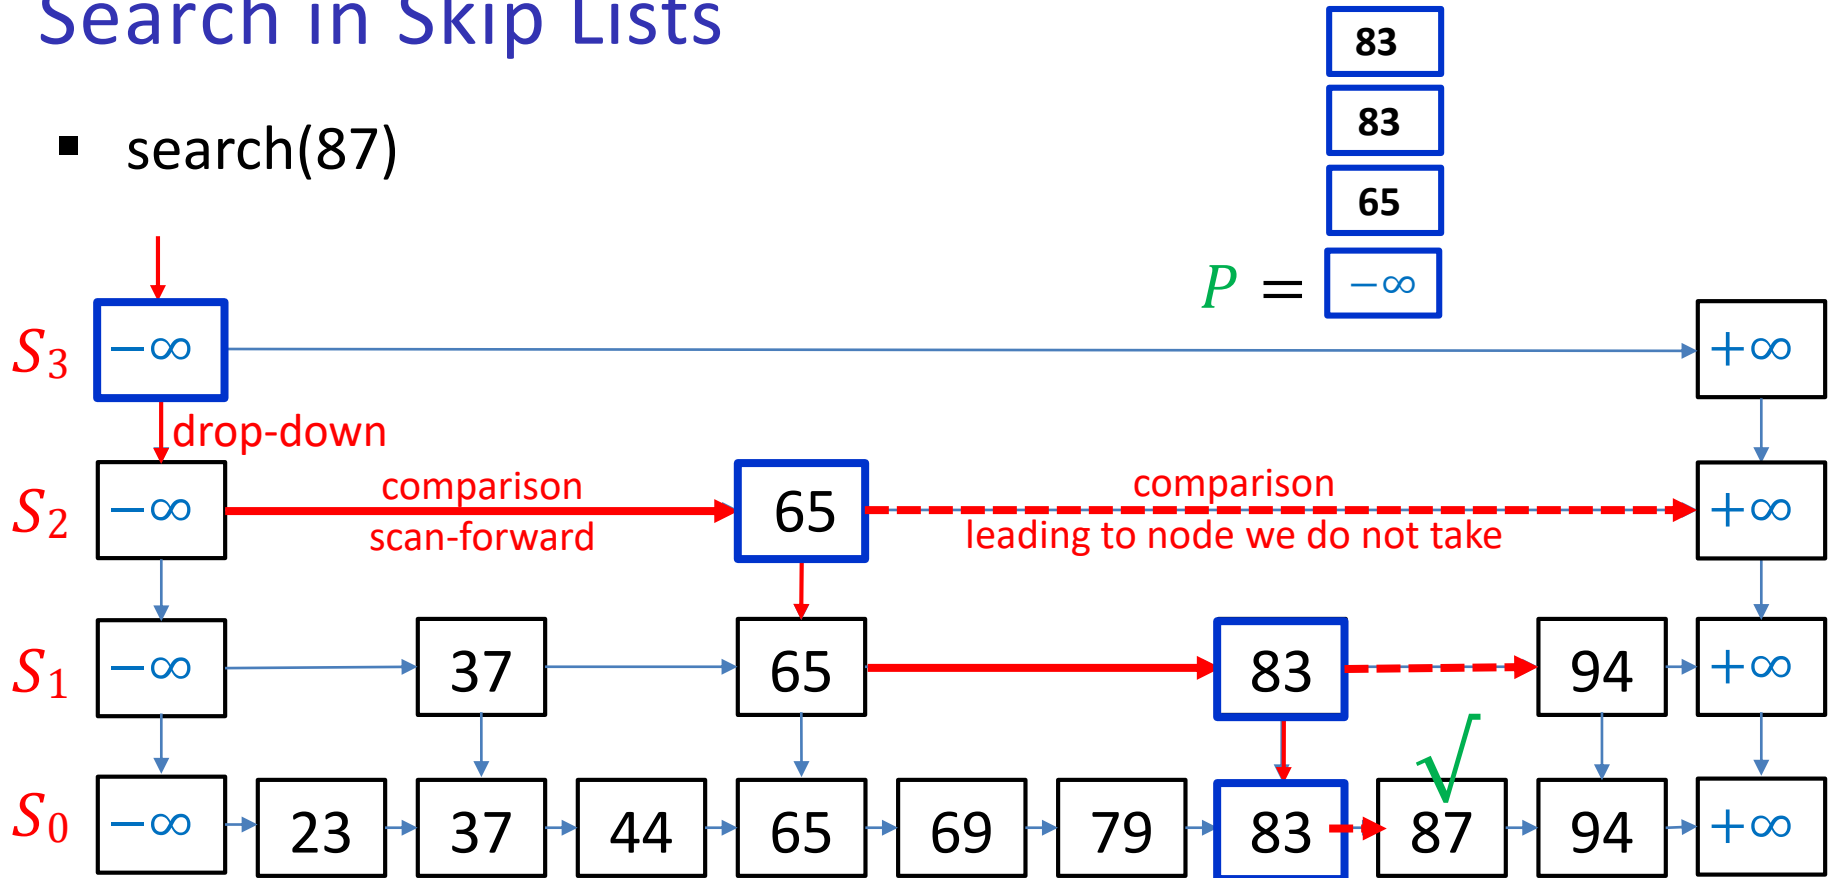 Search in Skip Lists
▪ search(87)
83
83
65
P = −∞
S₃ −∞ +∞
drop-down
S₂ −∞ comparison 65 comparison +∞
scan-forward leading to node we do not take
S₁ −∞ 37 65 83 94 +∞
√
S₀ −∞ 23 37 44 65 69 79 83 87 94 +∞